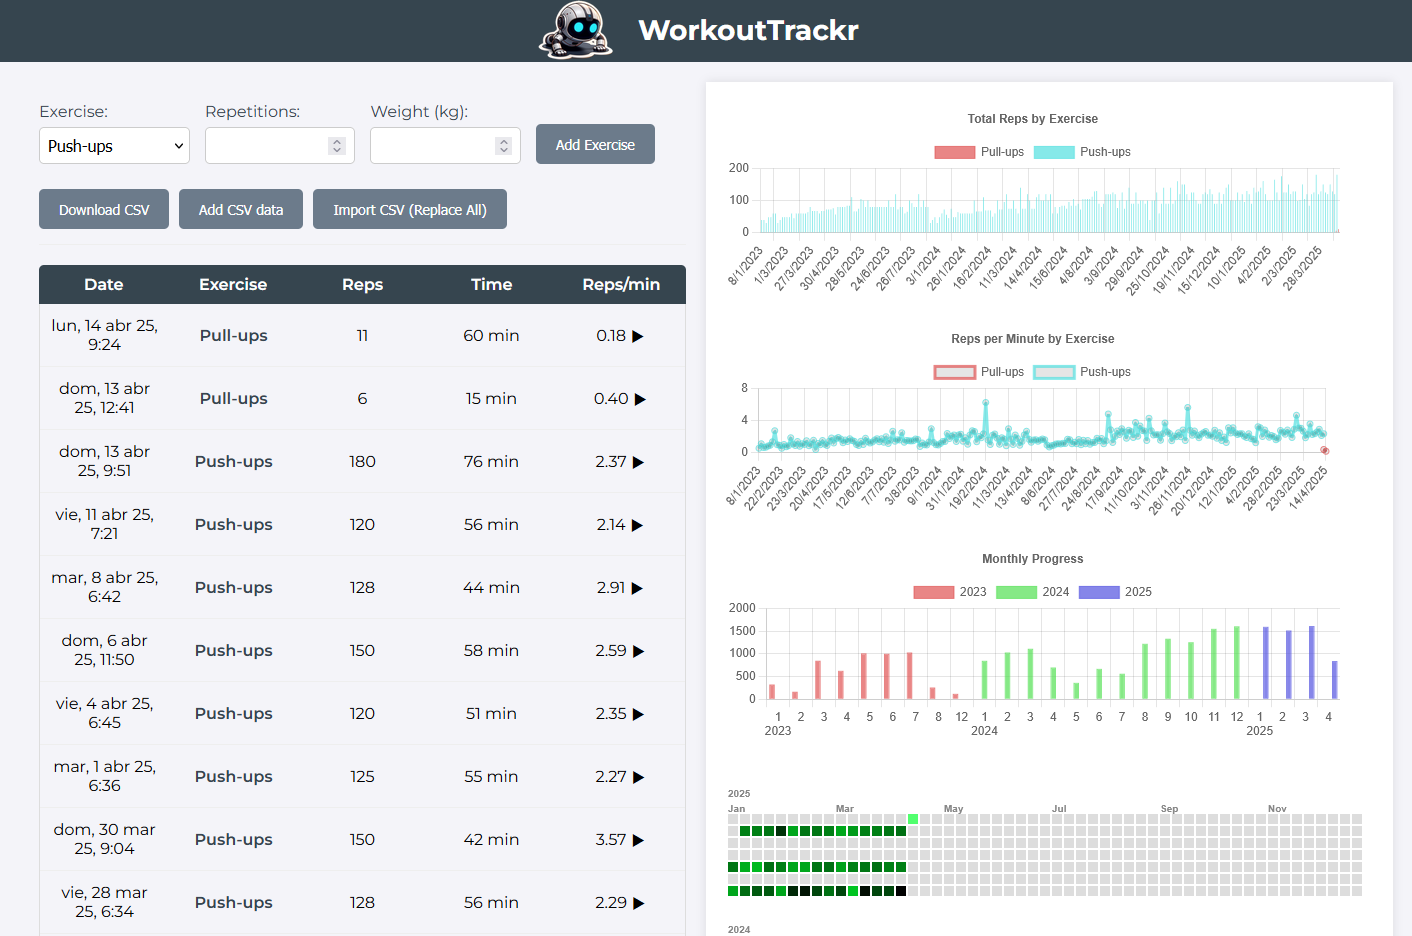 WorkoutTrackr
Exercise:
Repetitions:
Weight (kg):
Push-ups
Add Exercise
Download CSV
Add CSV data
Import CSV (Replace All)
Date Exercise Reps Time Reps/min
lun, 14 abr 25,
9:24
Pull-ups 11 60 min 0.18 ▶
dom, 13 abr
25, 12:41
Pull-ups 6 15 min 0.40 ▶
dom, 13 abr
25, 9:51
Push-ups 180 76 min 2.37 ▶
vie, 11 abr 25,
7:21
Push-ups 120 56 min 2.14 ▶
mar, 8 abr 25,
6:42
Push-ups 128 44 min 2.91 ▶
dom, 6 abr
25, 11:50
Push-ups 150 58 min 2.59 ▶
vie, 4 abr 25,
6:45
Push-ups 120 51 min 2.35 ▶
mar, 1 abr 25,
6:36
Push-ups 125 55 min 2.27 ▶
dom, 30 mar
25, 9:04
Push-ups 150 42 min 3.57 ▶
vie, 28 mar
25, 6:34
Push-ups 128 56 min 2.29 ▶
Total Reps by Exercise
Pull-ups Push-ups
200
100
0
8/1/2023 1/3/2023 27/3/2023 30/4/2023 28/5/2023 24/6/2023 26/7/2023 3/1/2024 26/1/2024 16/2/2024 11/3/2024 14/4/2024 15/6/2024 4/8/2024 3/9/2024 29/9/2024 25/10/2024 19/11/2024 15/12/2024 10/1/2025 4/2/2025 2/3/2025 28/3/2025
Reps per Minute by Exercise
Pull-ups Push-ups
8
4
0
8/1/2023 22/2/2023 23/3/2023 20/4/2023 17/5/2023 12/6/2023 7/7/2023 3/8/2023 9/1/2024 31/1/2024 19/2/2024 11/3/2024 13/4/2024 8/6/2024 27/7/2024 24/8/2024 17/9/2024 11/10/2024 3/11/2024 26/11/2024 20/12/2024 12/1/2025 4/2/2025 28/2/2025 23/3/2025 14/4/2025
Monthly Progress
2023 2024 2025
2000
1500
1000
500
0
1 2 3 4 5 6 7 8 12 1 2 3 4 5 6 7 8 9 10 11 12 1 2 3 4
2023 2024 2025
2025
Jan Mar May Jul Sep Nov
2024